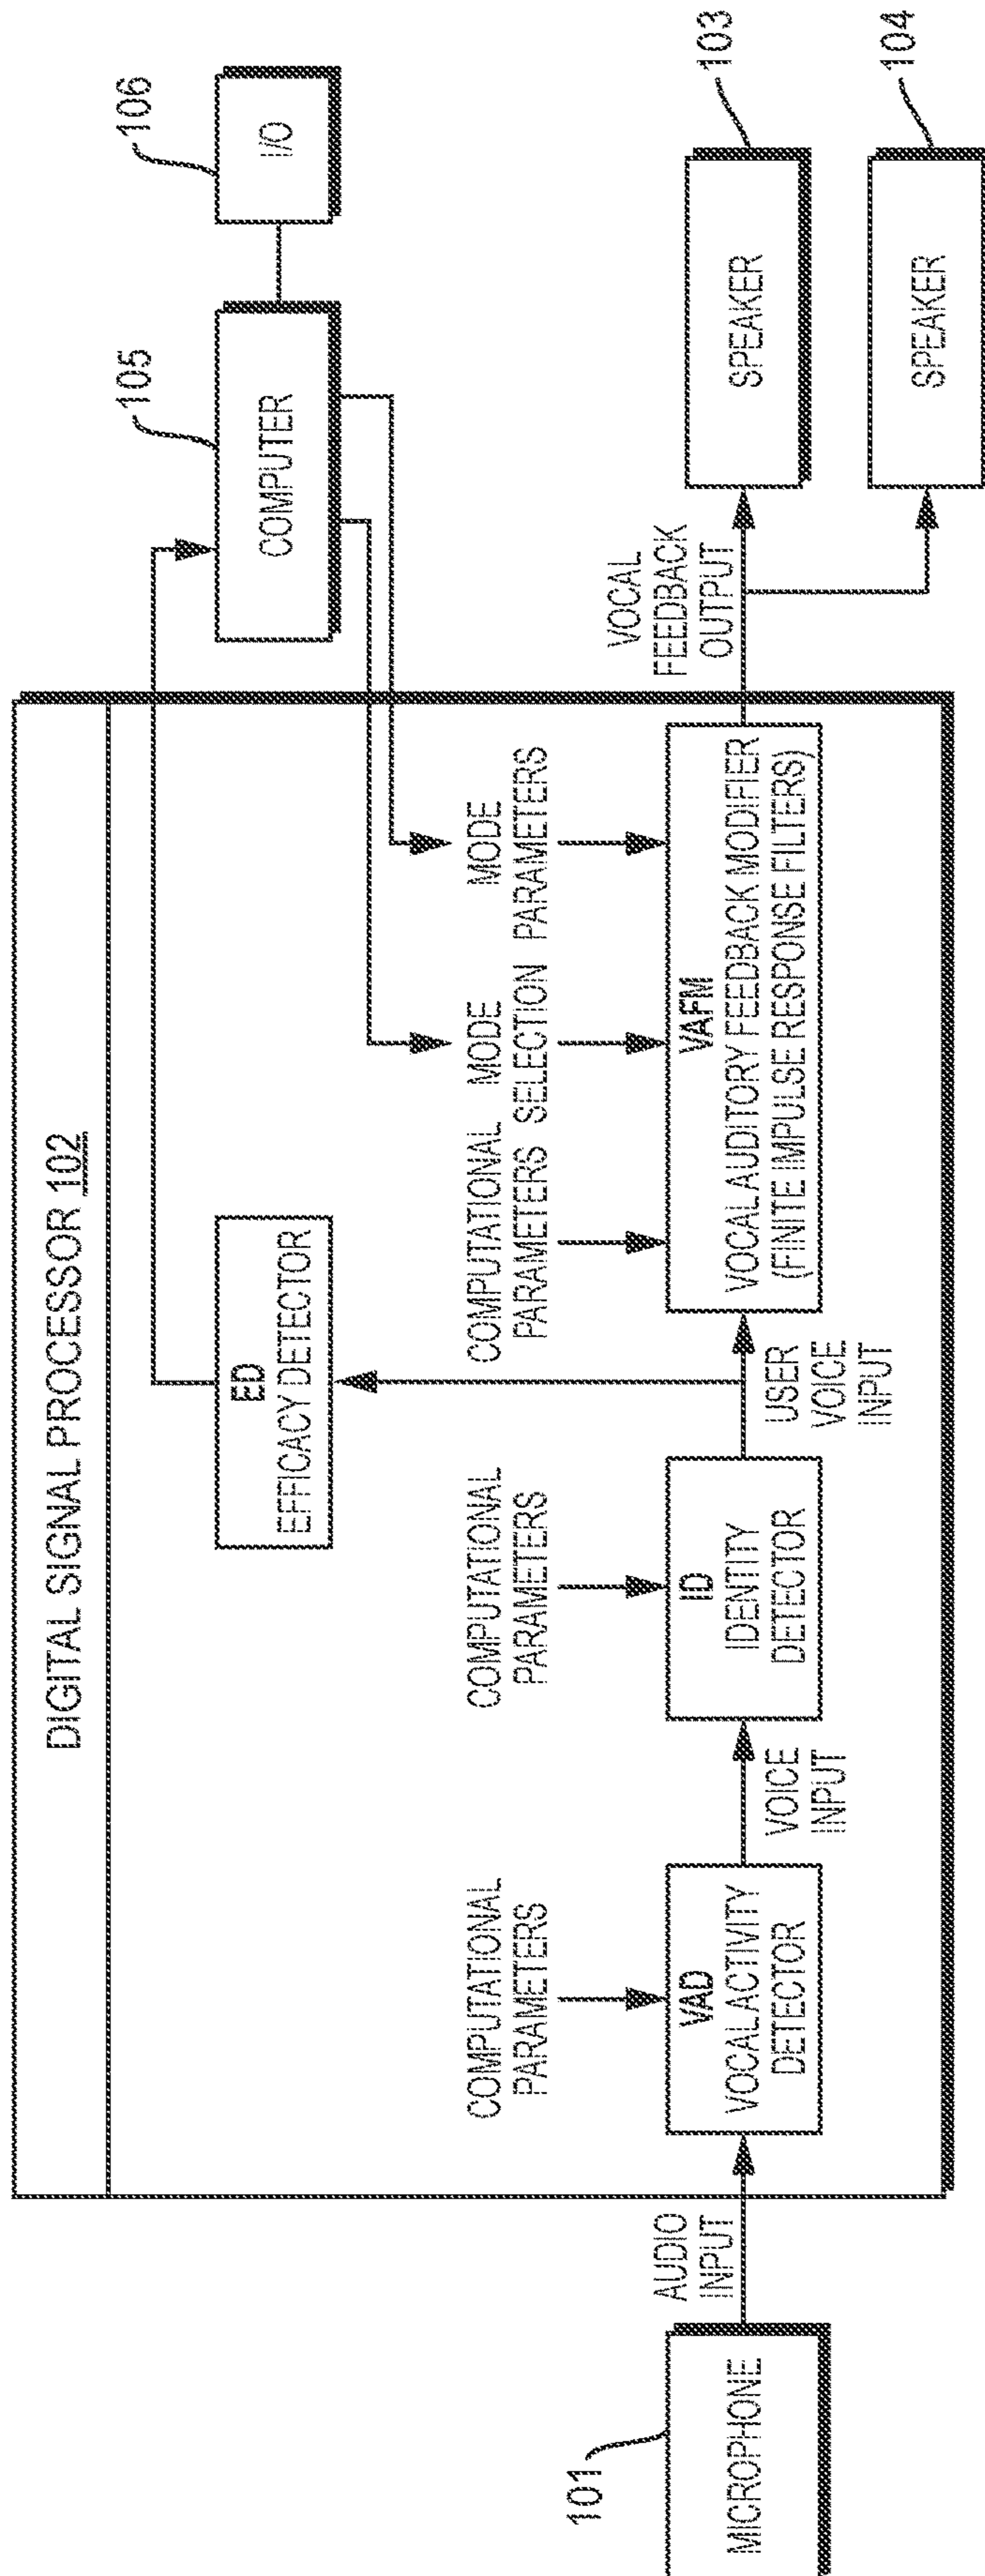 DIGITAL SIGNAL PROCESSOR 102
101
MICROPHONE
AUDIO
INPUT
COMPUTATIONAL
PARAMETERS
VAD
VOCAL ACTIVITY
DETECTOR
VOICE
INPUT
COMPUTATIONAL
PARAMETERS
ID
IDENTITY
DETECTOR
USER
VOICE
INPUT
ED
EFFICACY DETECTOR
COMPUTATIONAL
PARAMETERS
MODE
SELECTION
MODE
PARAMETERS
VAFM
VOCAL AUDITORY FEEDBACK MODIFIER
(FINITE IMPULSE RESPONSE FILTERS)
105
COMPUTER
106
I/O
VOCAL
FEEDBACK
OUTPUT
103
SPEAKER
104
SPEAKER